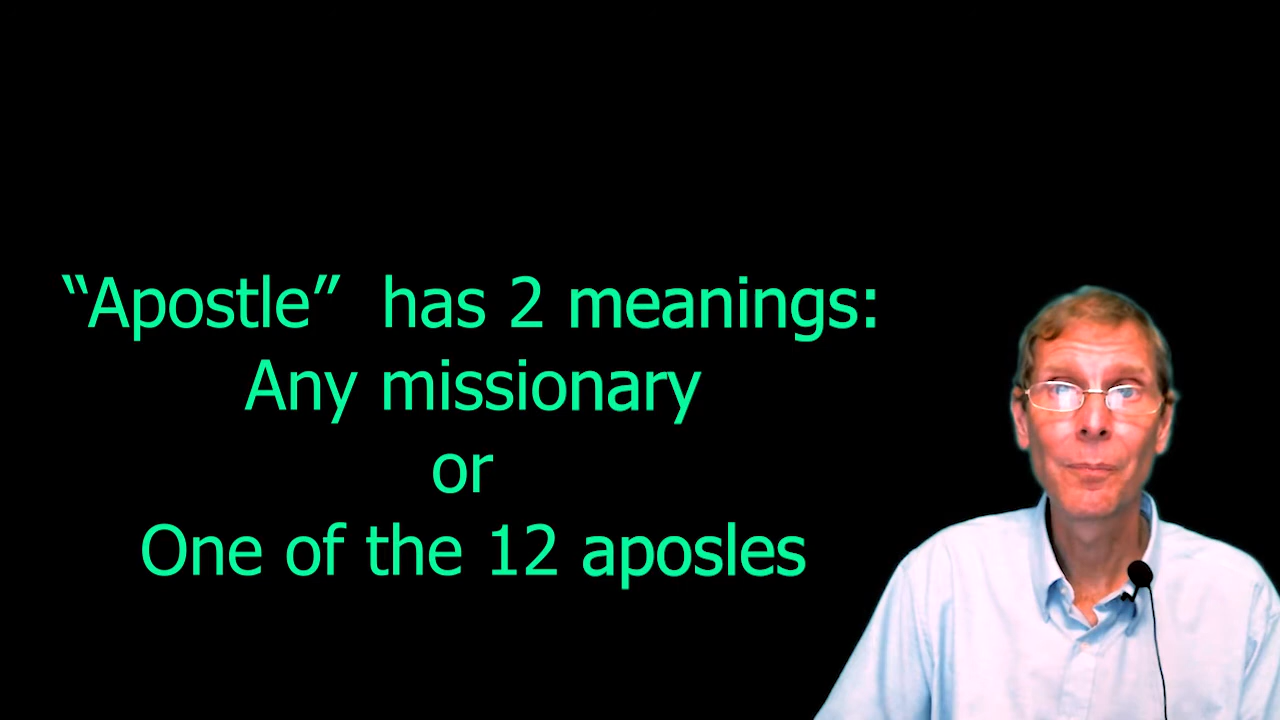 “Apostle”  has 2 meanings:
Any missionary
or
One of the 12 aposles